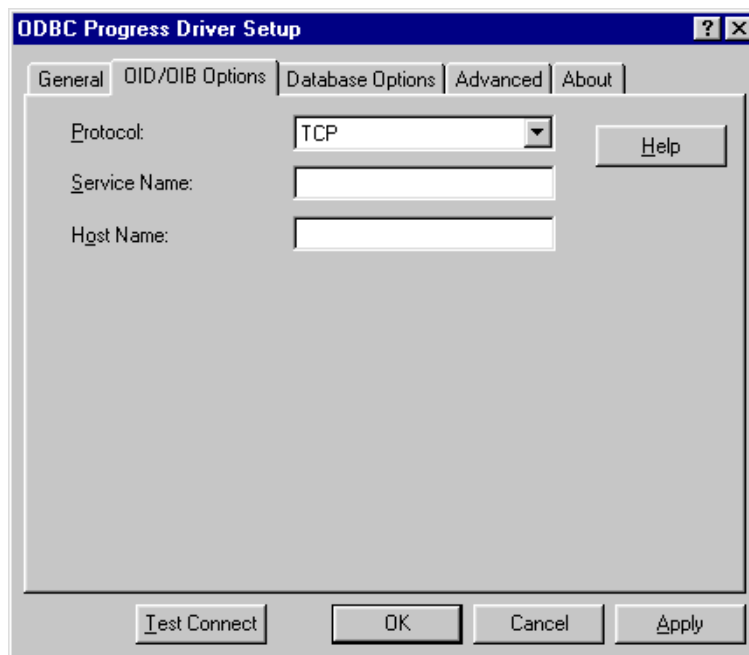 ODBC Progress Driver Setup
General OID/OIB Options Database Options Advanced About
Protocol: TCP Help
Service Name:
Host Name:
Test Connect OK Cancel Apply